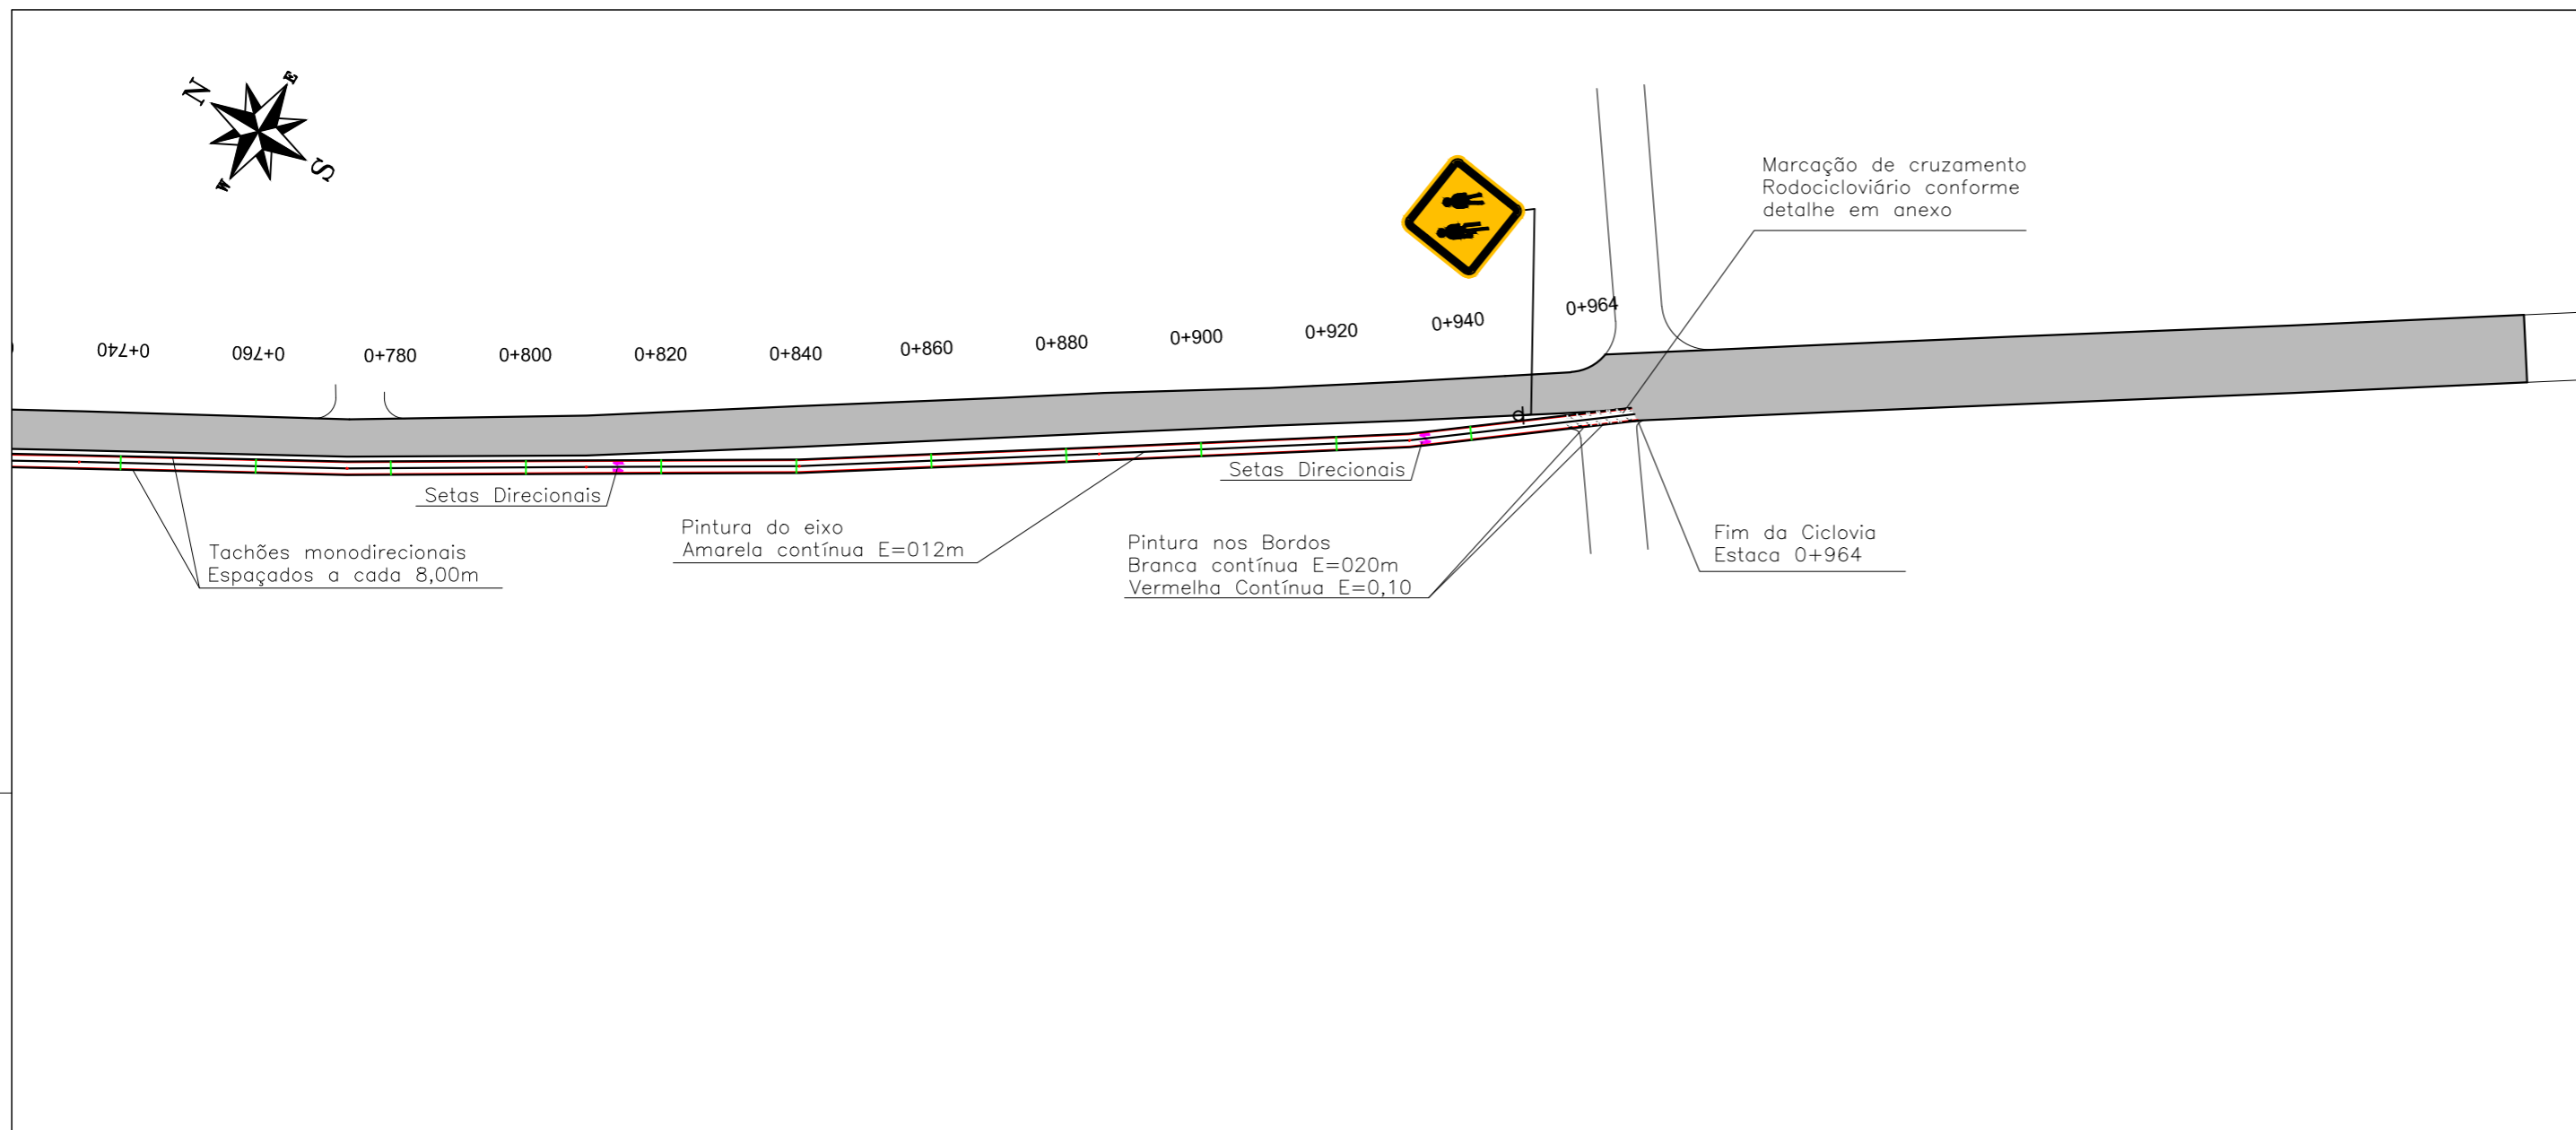 N
E
S
W
Marcação de cruzamento
Rodocicloviário conforme
detalhe em anexo
0+740
0+760
0+780
0+800
0+820
0+840
0+860
0+880
0+900
0+920
0+940
0+964
Setas Direcionais
Setas Direcionais
Tachões monodirecionais
Espaçados a cada 8,00m
Pintura do eixo
Amarela contínua E=012m
Pintura nos Bordos
Branca contínua E=020m
Vermelha Contínua E=0,10
Fim da Ciclovia
Estaca 0+964